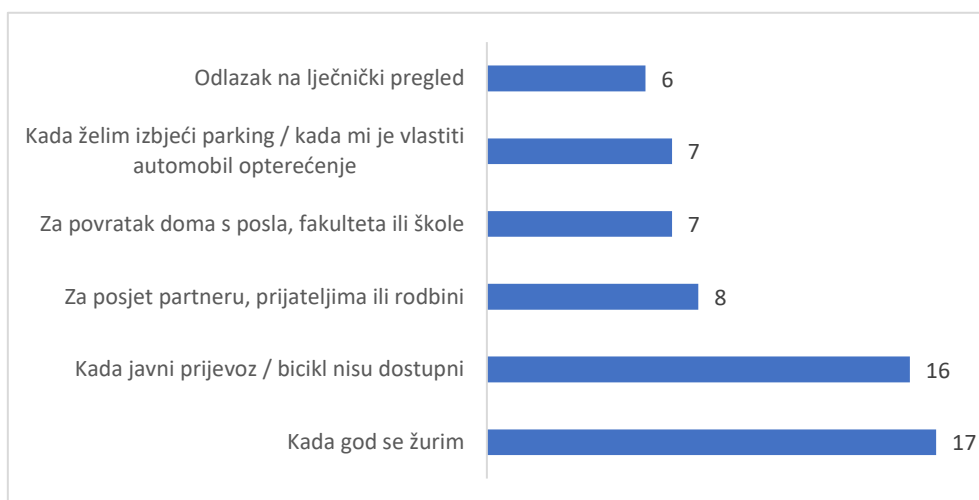 Odlazak na lječnički pregled
6
Kada želim izbjeći parking / kada mi je vlastiti
automobil opterećenje
7
Za povratak doma s posla, fakulteta ili škole
7
Za posjet partneru, prijateljima ili rodbini
8
Kada javni prijevoz / bicikl nisu dostupni
16
Kada god se žurim
17